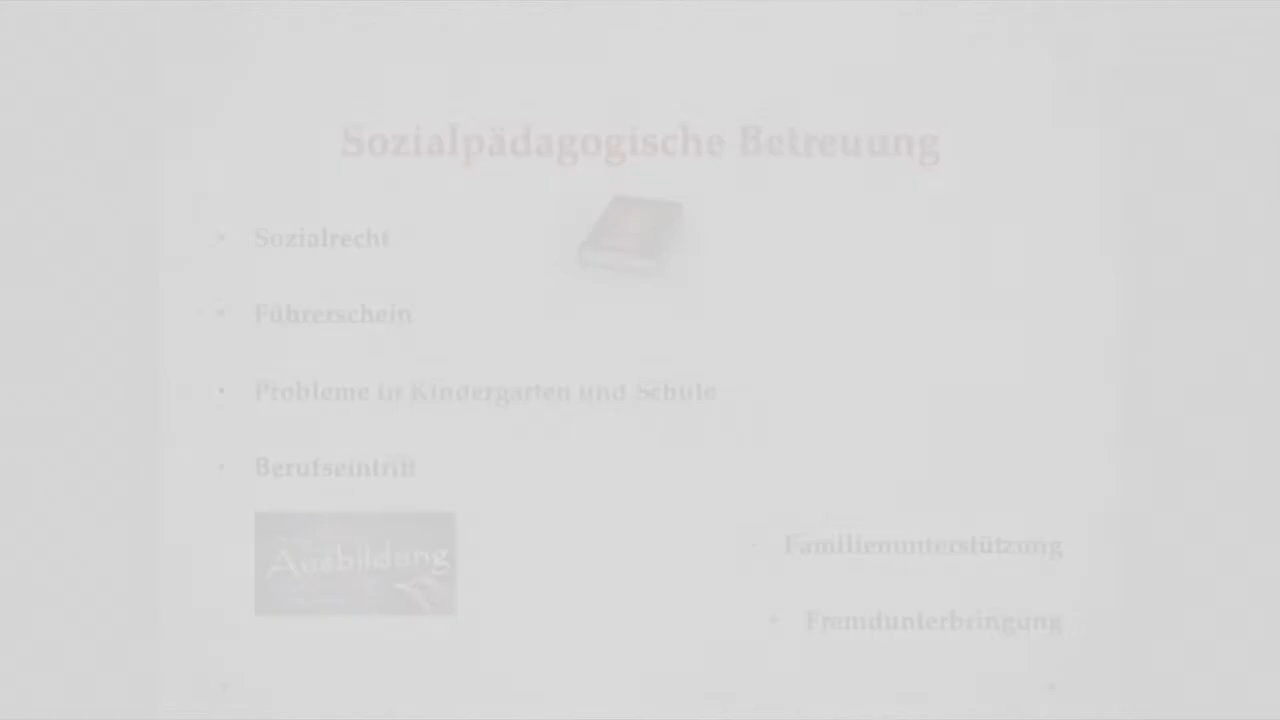 Sozialpädagogische Betreuung
• Sozialrecht
• Führerschein
• Probleme in Kindergarten und Schule
• Berufseintritt
Ausbildung
• Familienunterstützung
• Fremdunterbringung